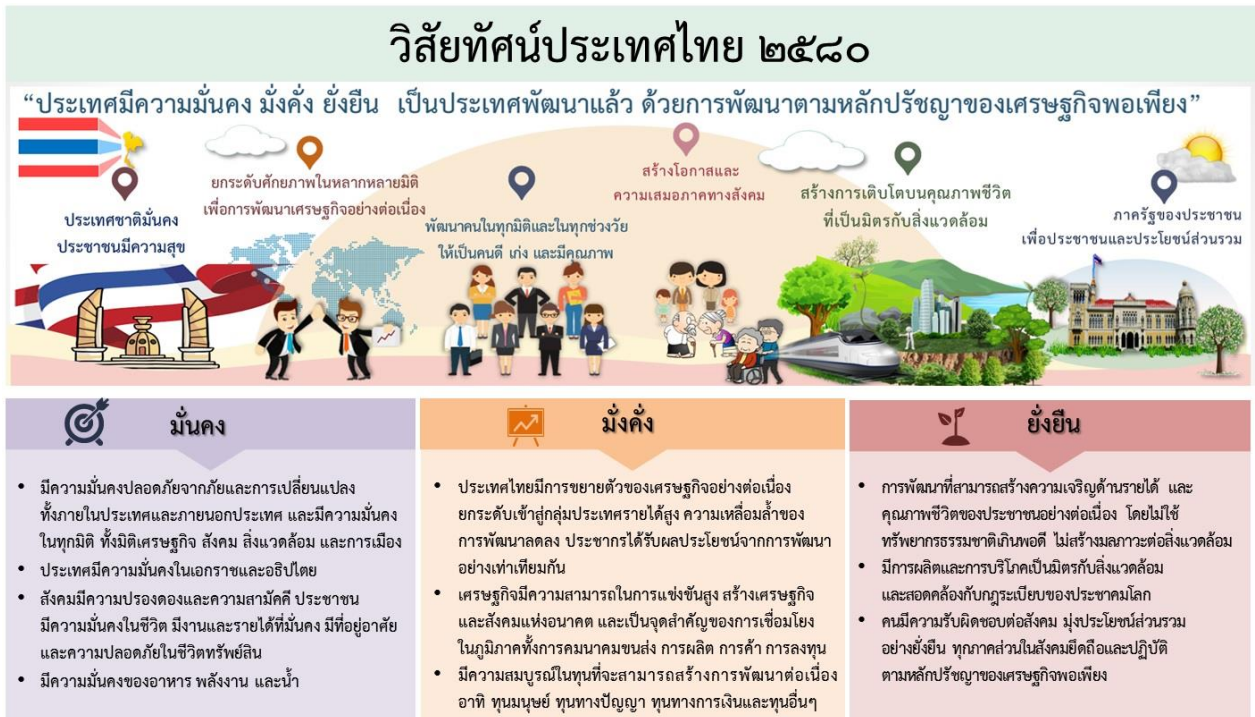 วิสัยทัศน์ประเทศไทย ๒๕๘๐
“ประเทศมีความมั่นคง มั่งคั่ง ยั่งยืน เป็นประเทศพัฒนาแล้ว ด้วยการพัฒนาตามหลักปรัชญาของเศรษฐกิจพอเพียง”
ประเทศชาติมั่นคง
ประชาชนมีความสุข
ยกระดับศักยภาพในหลากหลายมิติ
เพื่อการพัฒนาเศรษฐกิจอย่างต่อเนื่อง
พัฒนาคนในทุกมิติและในทุกช่วงวัย
ให้เป็นคนดี เก่ง และมีคุณภาพ
สร้างโอกาสและ
ความเสมอภาคทางสังคม
สร้างการเติบโตบนคุณภาพชีวิต
ที่เป็นมิตรกับสิ่งแวดล้อม
ภาครัฐของประชาชน
เพื่อประชาชนและประโยชน์ส่วนรวม
มั่นคง
• มีความมั่นคงปลอดภัยจากภัยและการเปลี่ยนแปลง
ทั้งภายในประเทศและภายนอกประเทศ และมีความมั่นคง
ในทุกมิติ ทั้งมิติเศรษฐกิจ สังคม สิ่งแวดล้อม และการเมือง
• ประเทศมีความมั่นคงในเอกราชและอธิปไตย
• สังคมมีความปรองดองและความสามัคคี ประชาชน
มีความมั่นคงในชีวิต มีงานและรายได้ที่มั่นคง มีที่อยู่อาศัย
และความปลอดภัยในชีวิตทรัพย์สิน
• มีความมั่นคงของอาหาร พลังงาน และน้ำ
มั่งคั่ง
• ประเทศไทยมีการขยายตัวของเศรษฐกิจอย่างต่อเนื่อง
ยกระดับเข้าสู่กลุ่มประเทศรายได้สูง ความเหลื่อมล้ำของ
การพัฒนาลดลง ประชากรได้รับผลประโยชน์จากการพัฒนา
อย่างเท่าเทียมกัน
• เศรษฐกิจมีความสามารถในการแข่งขันสูง สร้างเศรษฐกิจ
และสังคมแห่งอนาคต และเป็นจุดสำคัญของการเชื่อมโยง
ในภูมิภาคทั้งการคมนาคมขนส่ง การผลิต การค้า การลงทุน
• มีความสมบูรณ์ในทุนที่จะสามารถสร้างการพัฒนาต่อเนื่อง
อาทิ ทุนมนุษย์ ทุนทางปัญญา ทุนทางการเงินและทุนอื่นๆ
ยั่งยืน
• การพัฒนาที่สามารถสร้างความเจริญด้านรายได้ และ
คุณภาพชีวิตของประชาชนอย่างต่อเนื่อง โดยไม่ใช้
ทรัพยากรธรรมชาติเกินพอดี ไม่สร้างมลภาวะต่อสิ่งแวดล้อม
• มีการผลิตและการบริโภคเป็นมิตรกับสิ่งแวดล้อม
และสอดคล้องกับกฎระเบียบของประชาคมโลก
• คนมีความรับผิดชอบต่อสังคม มุ่งประโยชน์ส่วนรวม
อย่างยั่งยืน ทุกภาคส่วนในสังคมยึดถือและปฏิบัติ
ตามหลักปรัชญาของเศรษฐกิจพอเพียง